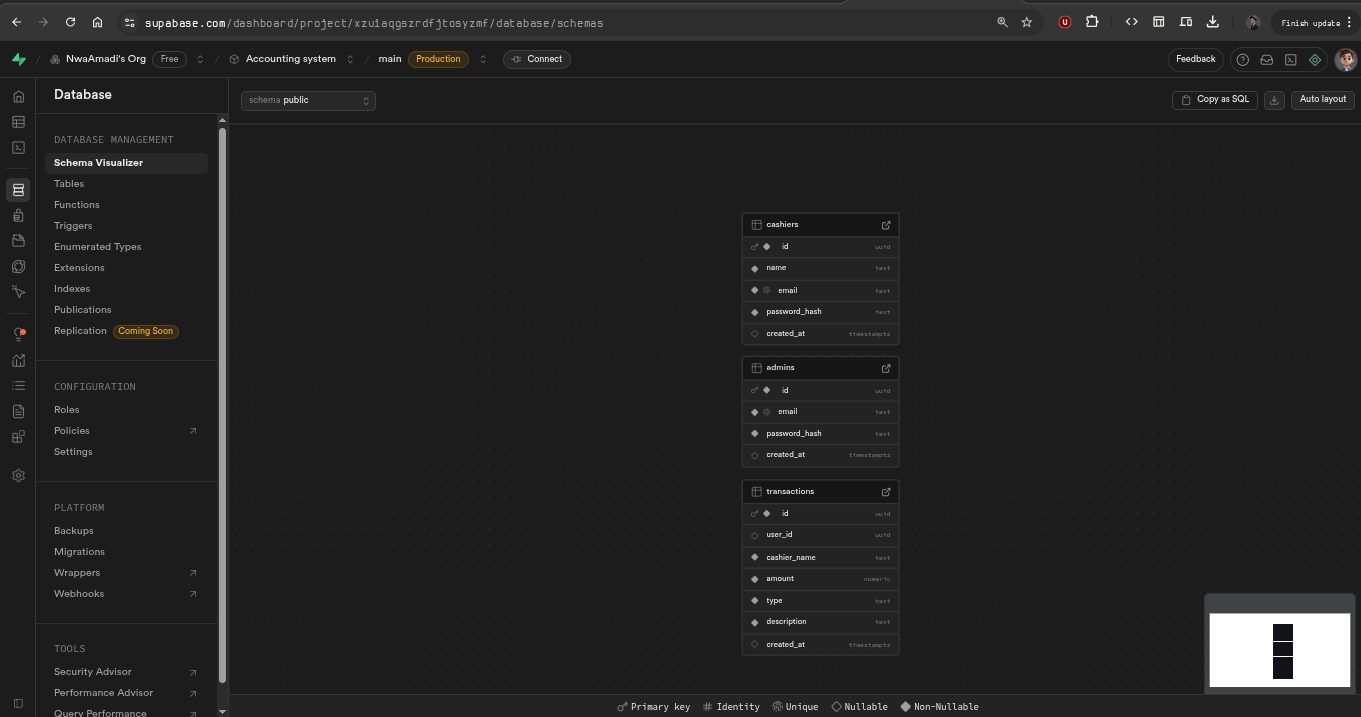 supabase.com/dashboard/project/xzuiaqgszrdfjtosyzmf/database/schemas
Finish update
NwaAmadi's Org Free Accounting system main Production Connect
Feedback
Database
schema public
Copy as SQL
Auto layout
DATABASE MANAGEMENT
Schema Visualizer
Tables
Functions
Triggers
Enumerated Types
Extensions
Indexes
Publications
Replication Coming Soon
CONFIGURATION
Roles
Policies
Settings
PLATFORM
Backups
Migrations
Wrappers
Webhooks
TOOLS
Security Advisor
Performance Advisor
Query Performance
cashiers
id uuid
name text
email text
password_hash text
created_at timestamptz
admins
id uuid
email text
password_hash text
created_at timestamptz
transactions
id uuid
user_id uuid
cashier_name text
amount numeric
type text
description text
created_at timestamptz
Primary key # Identity Unique Nullable Non-Nullable